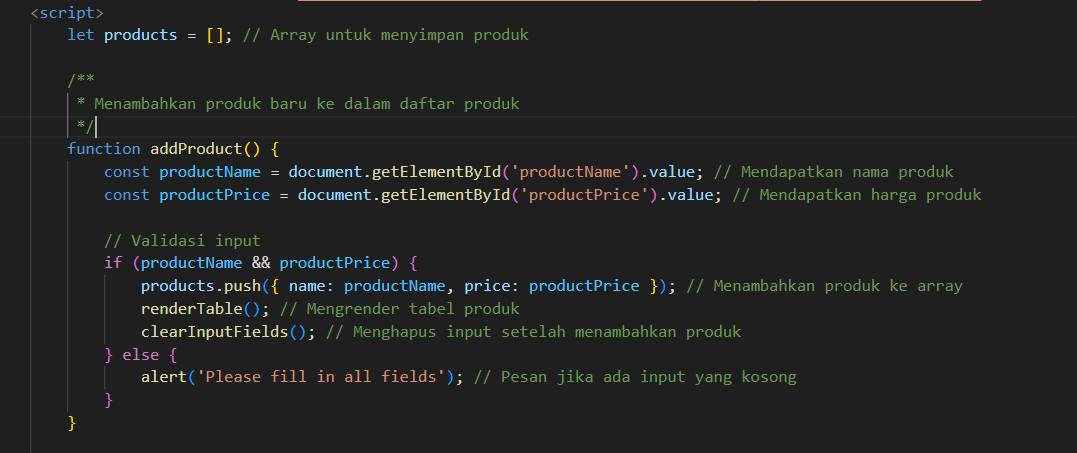 <script>
let products = []; // Array untuk menyimpan produk
/**
* Menambahkan produk baru ke dalam daftar produk
*/
function addProduct() {
const productName = document.getElementById('productName').value; // Mendapatkan nama produk
const productPrice = document.getElementById('productPrice').value; // Mendapatkan harga produk
// Validasi input
if (productName && productPrice) {
products.push({ name: productName, price: productPrice }); // Menambahkan produk ke array
renderTable(); // Mengrender tabel produk
clearInputFields(); // Menghapus input setelah menambahkan produk
} else {
alert('Please fill in all fields'); // Pesan jika ada input yang kosong
}
}